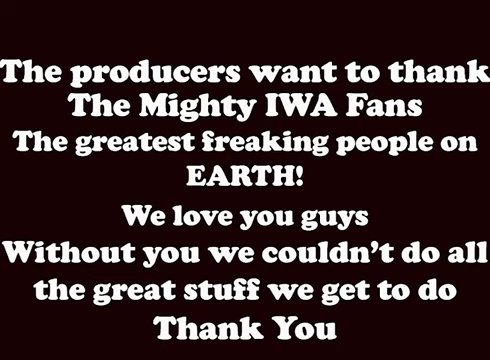 The producers want to thank
The Mighty IWA Fans
The greatest freaking people on
EARTH!
We love you guys
Without you we couldn't do all
the great stuff we get to do
Thank You